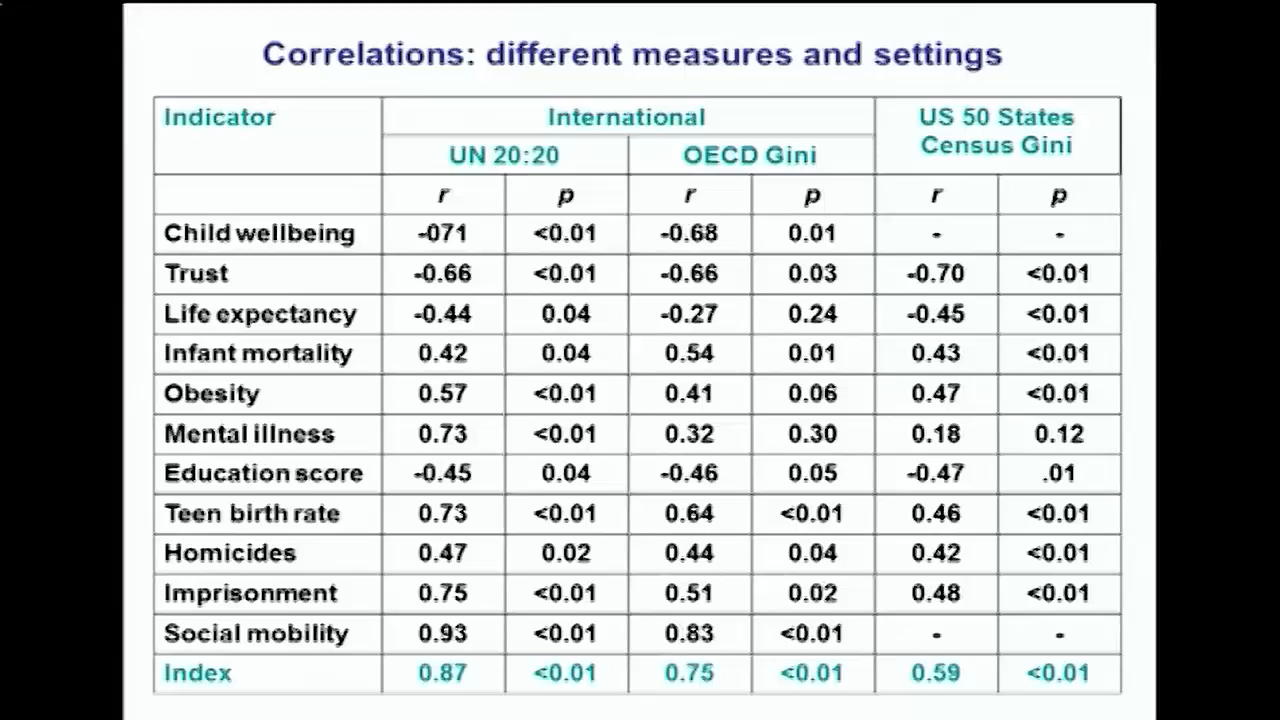 Correlations: different measures and settings
Indicator International US 50 States Census Gini
UN 20:20 OECD Gini
r p r p r p
Child wellbeing -071 <0.01 -0.68 0.01 - -
Trust -0.66 <0.01 -0.66 0.03 -0.70 <0.01
Life expectancy -0.44 0.04 -0.27 0.24 -0.45 <0.01
Infant mortality 0.42 0.04 0.54 0.01 0.43 <0.01
Obesity 0.57 <0.01 0.41 0.06 0.47 <0.01
Mental illness 0.73 <0.01 0.32 0.30 0.18 0.12
Education score -0.45 0.04 -0.46 0.05 -0.47 .01
Teen birth rate 0.73 <0.01 0.64 <0.01 0.46 <0.01
Homicides 0.47 0.02 0.44 0.04 0.42 <0.01
Imprisonment 0.75 <0.01 0.51 0.02 0.48 <0.01
Social mobility 0.93 <0.01 0.83 <0.01 - -
Index 0.87 <0.01 0.75 <0.01 0.59 <0.01